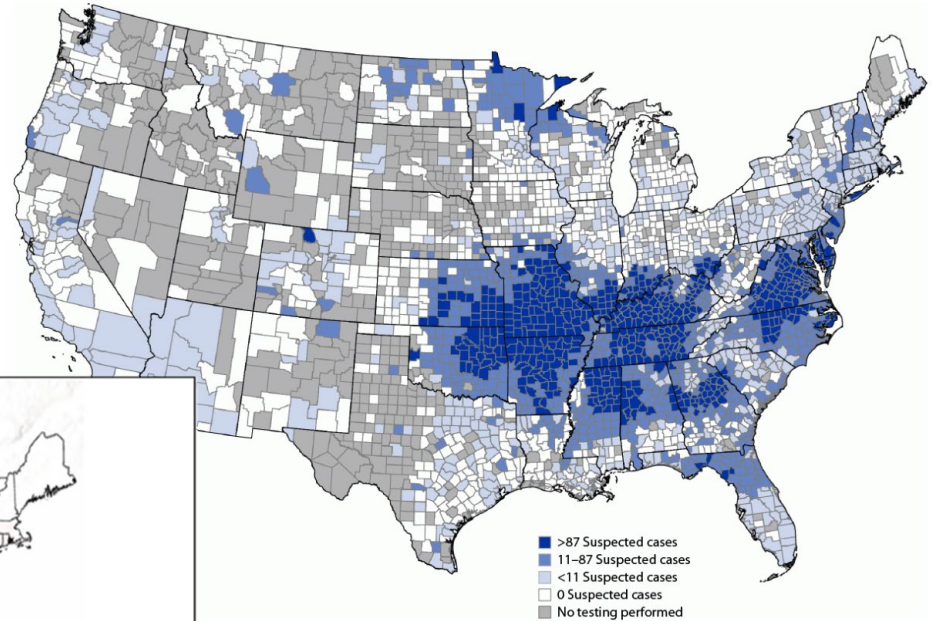 >87 Suspected cases
11–87 Suspected cases
<11 Suspected cases
0 Suspected cases
No testing performed